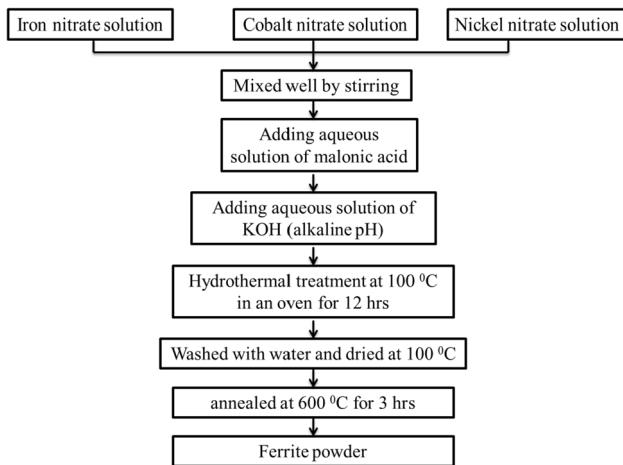 Iron nitrate solution
Cobalt nitrate solution
Nickel nitrate solution
Mixed well by stirring
Adding aqueous
solution of malonic acid
Adding aqueous solution of
KOH (alkaline pH)
Hydrothermal treatment at 100 ⁰C
in an oven for 12 hrs
Washed with water and dried at 100 ⁰C
annealed at 600 ⁰C for 3 hrs
Ferrite powder